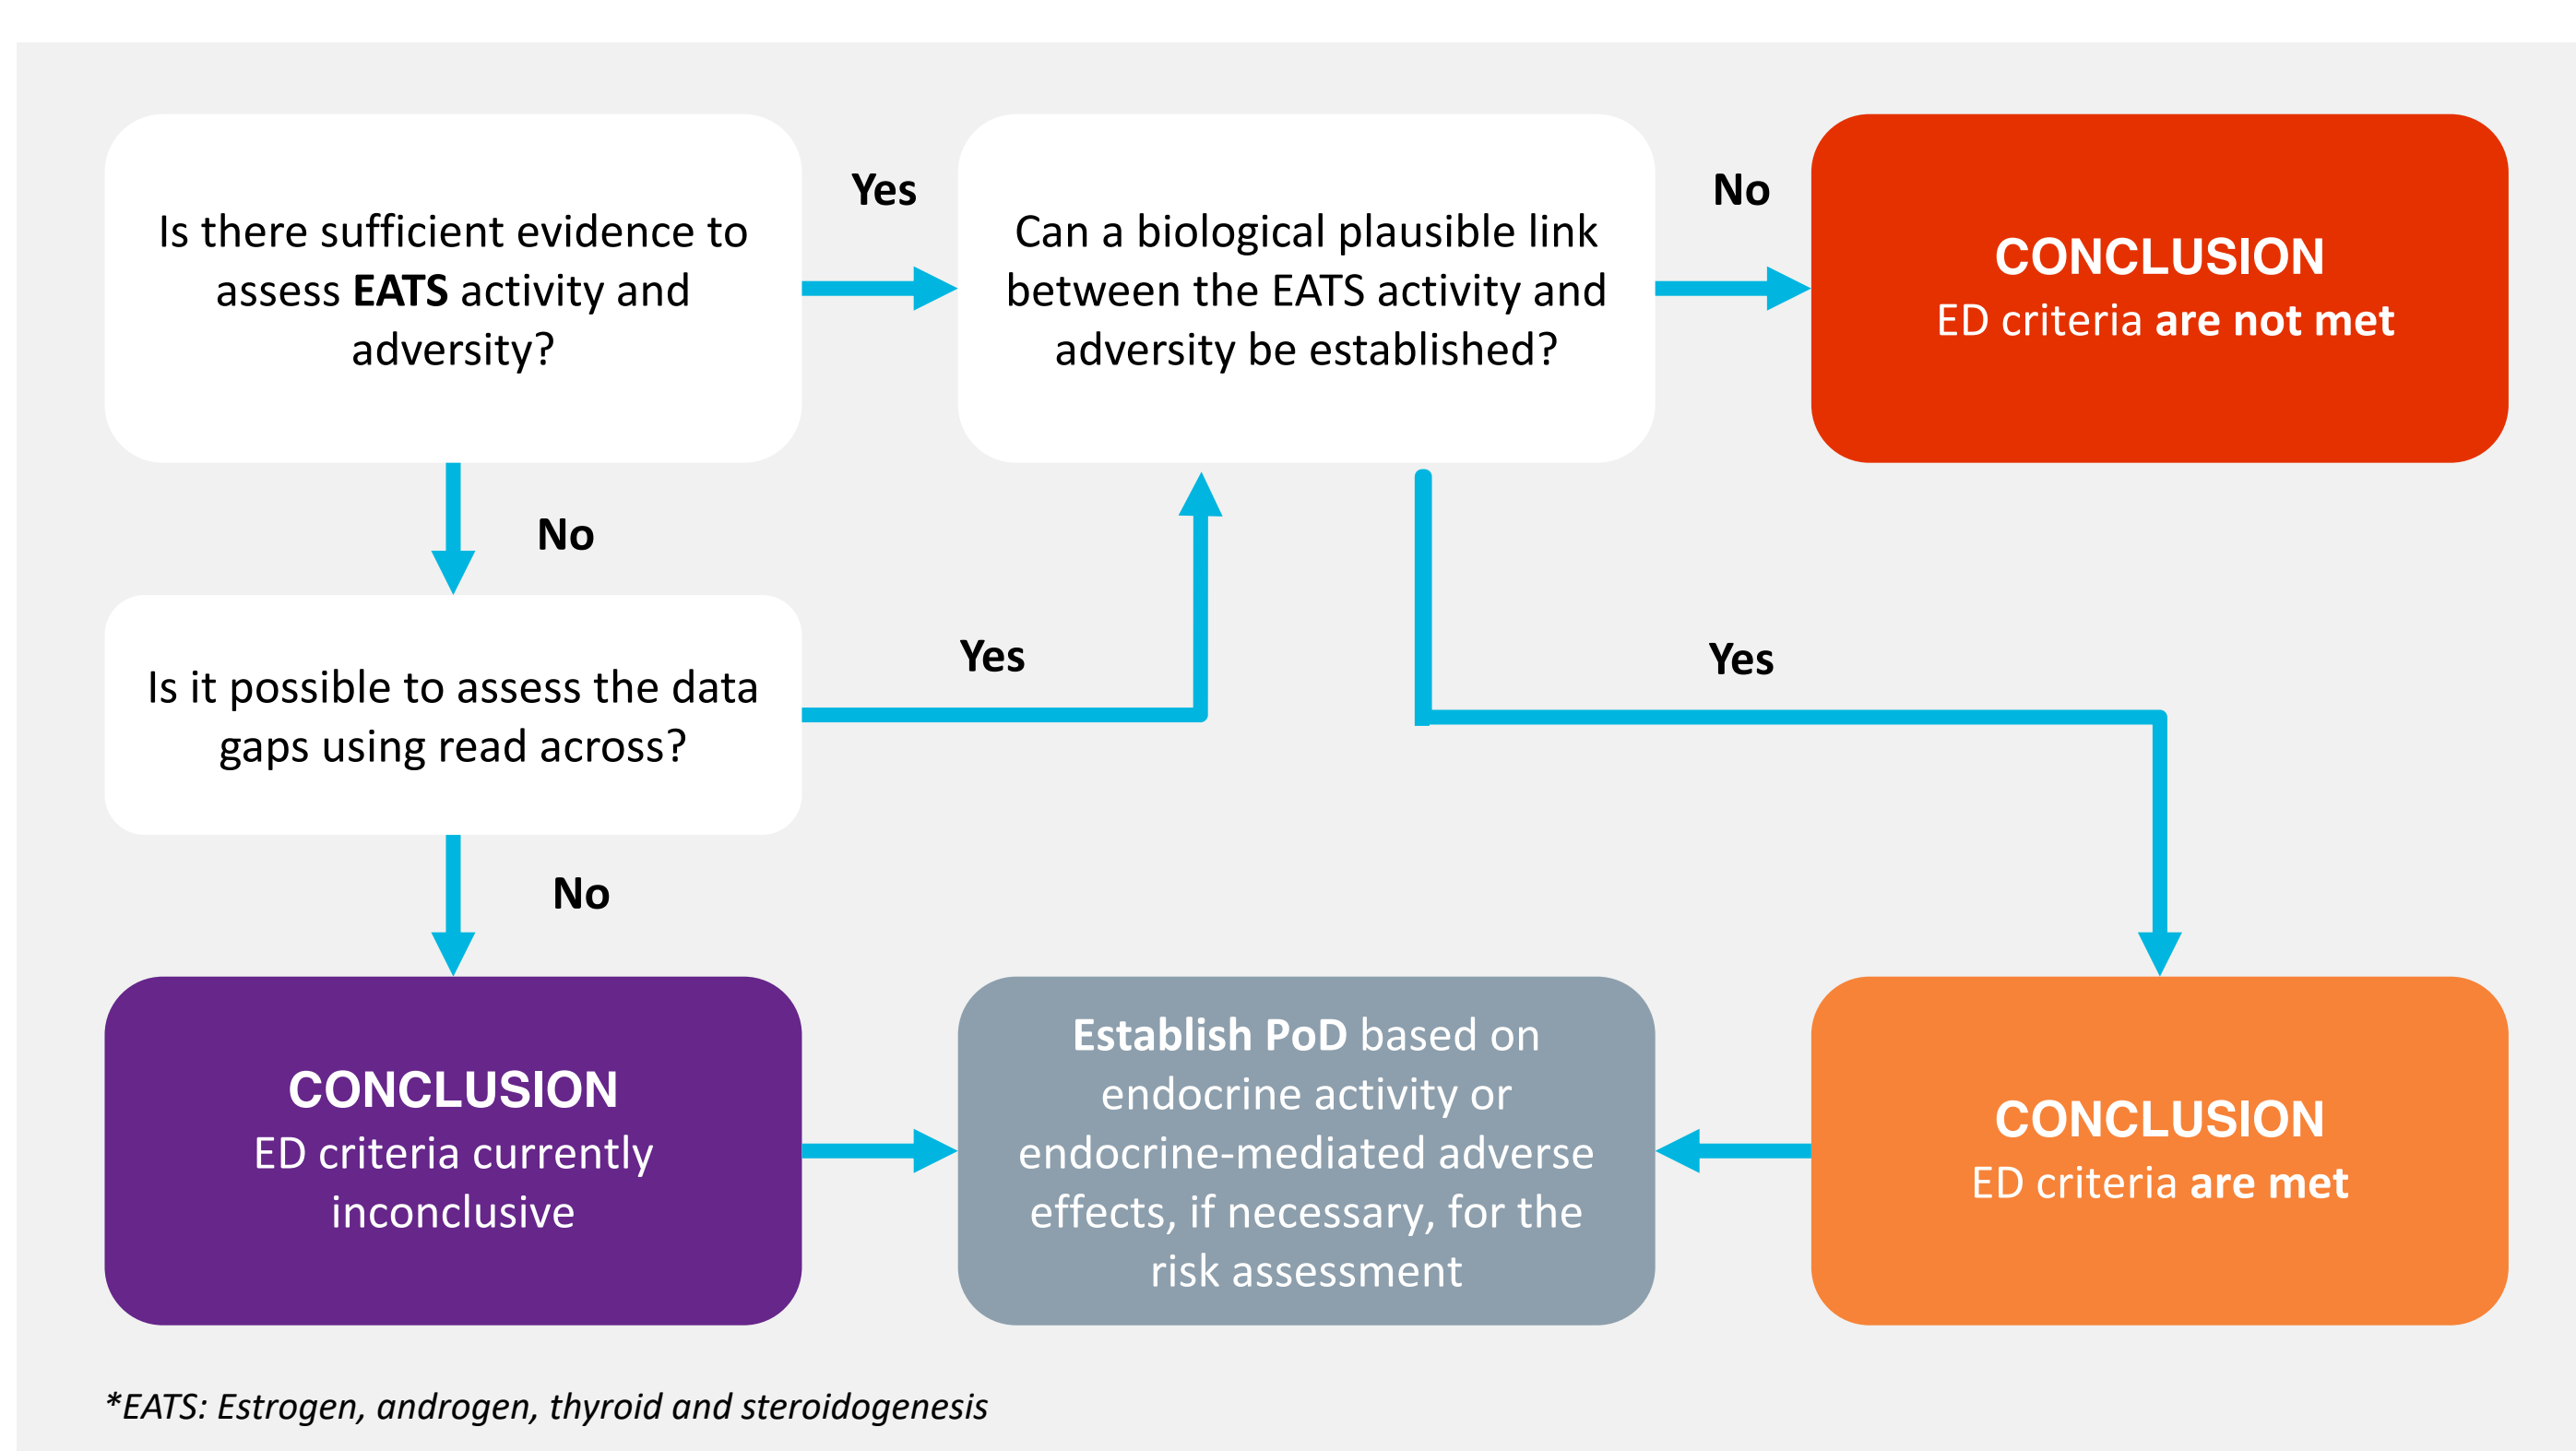 Is there sufficient evidence to
assess EATS activity and
adversity?
Yes
Can a biological plausible link
between the EATS activity and
adversity be established?
No
CONCLUSION
ED criteria are not met
No
Is it possible to assess the data
gaps using read across?
Yes
Yes
No
CONCLUSION
ED criteria currently
inconclusive
Establish PoD based on
endocrine activity or
endocrine-mediated adverse
effects, if necessary, for the
risk assessment
CONCLUSION
ED criteria are met
*EATS: Estrogen, androgen, thyroid and steroidogenesis